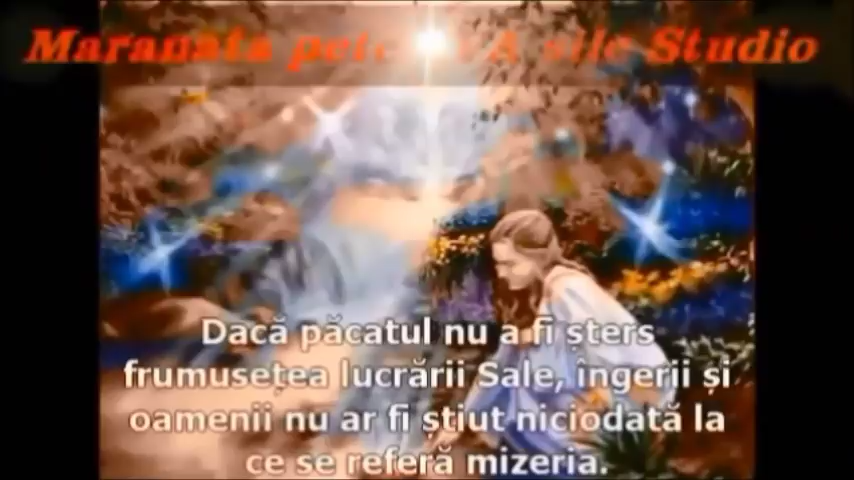 Maranata Studio
Dacă păcatul nu a fi șters
frumusețea lucrării Sale, îngerii și
oamenii nu ar fi știut niciodată la
ce se referă mizeria.